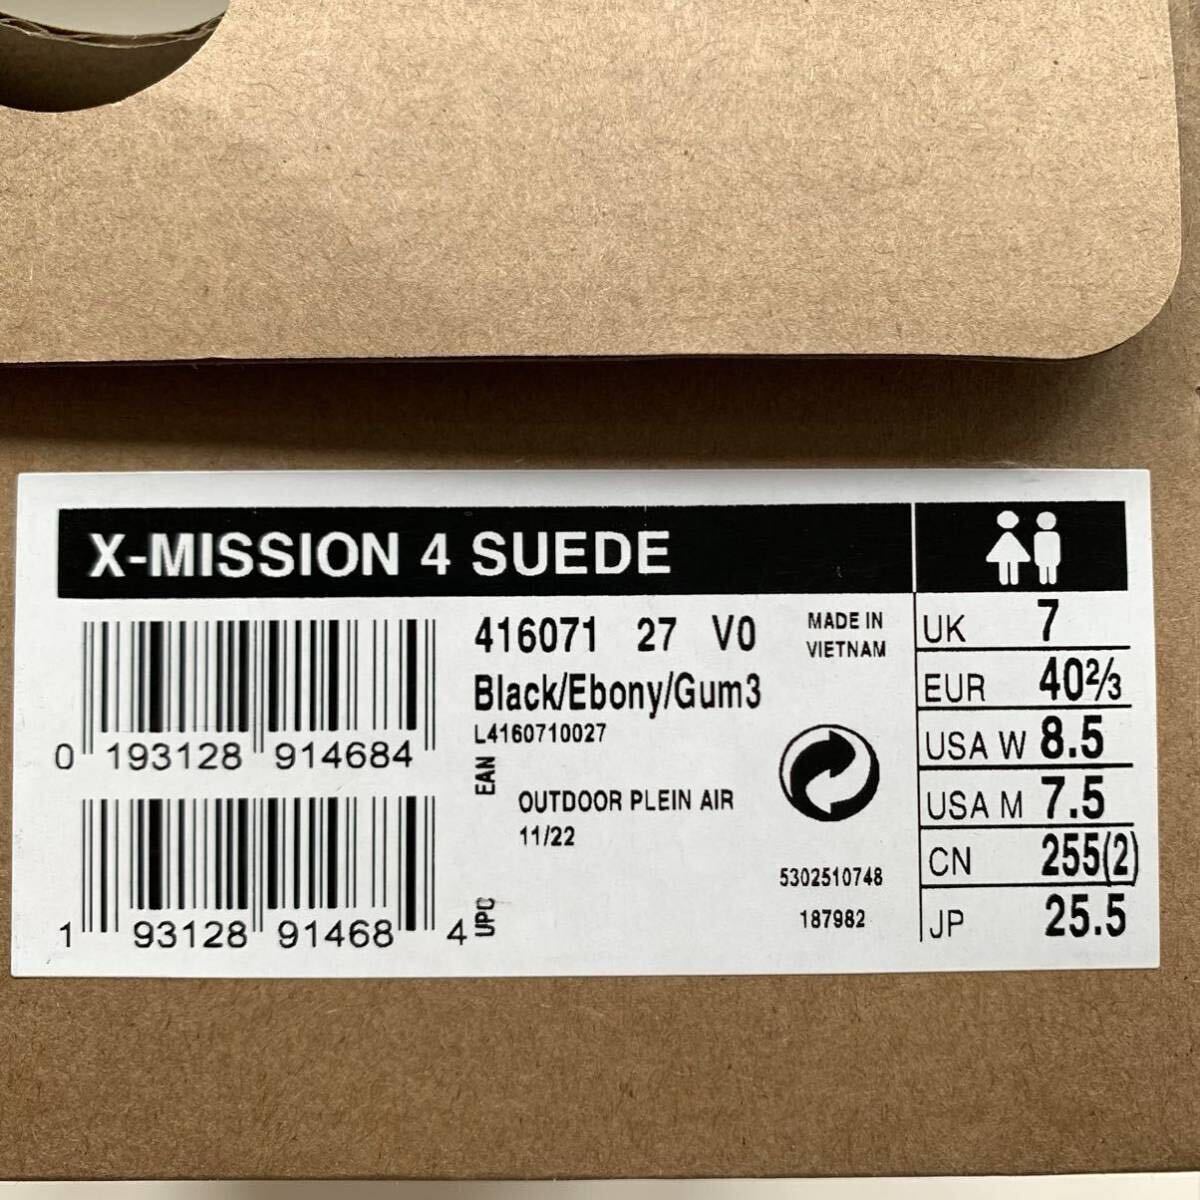 X-MISSION 4 SUEDE
0 193128 914684
EAN
1 93128 91468 4
UPC
416071 27 V0
Black/Ebony/Gum3
L4160710027
OUTDOOR PLEIN AIR
11/22
MADE IN
VIETNAM
5302510748
187982
UK 7
EUR 40⅔
USA W 8.5
USA M 7.5
CN 255(2)
JP 25.5